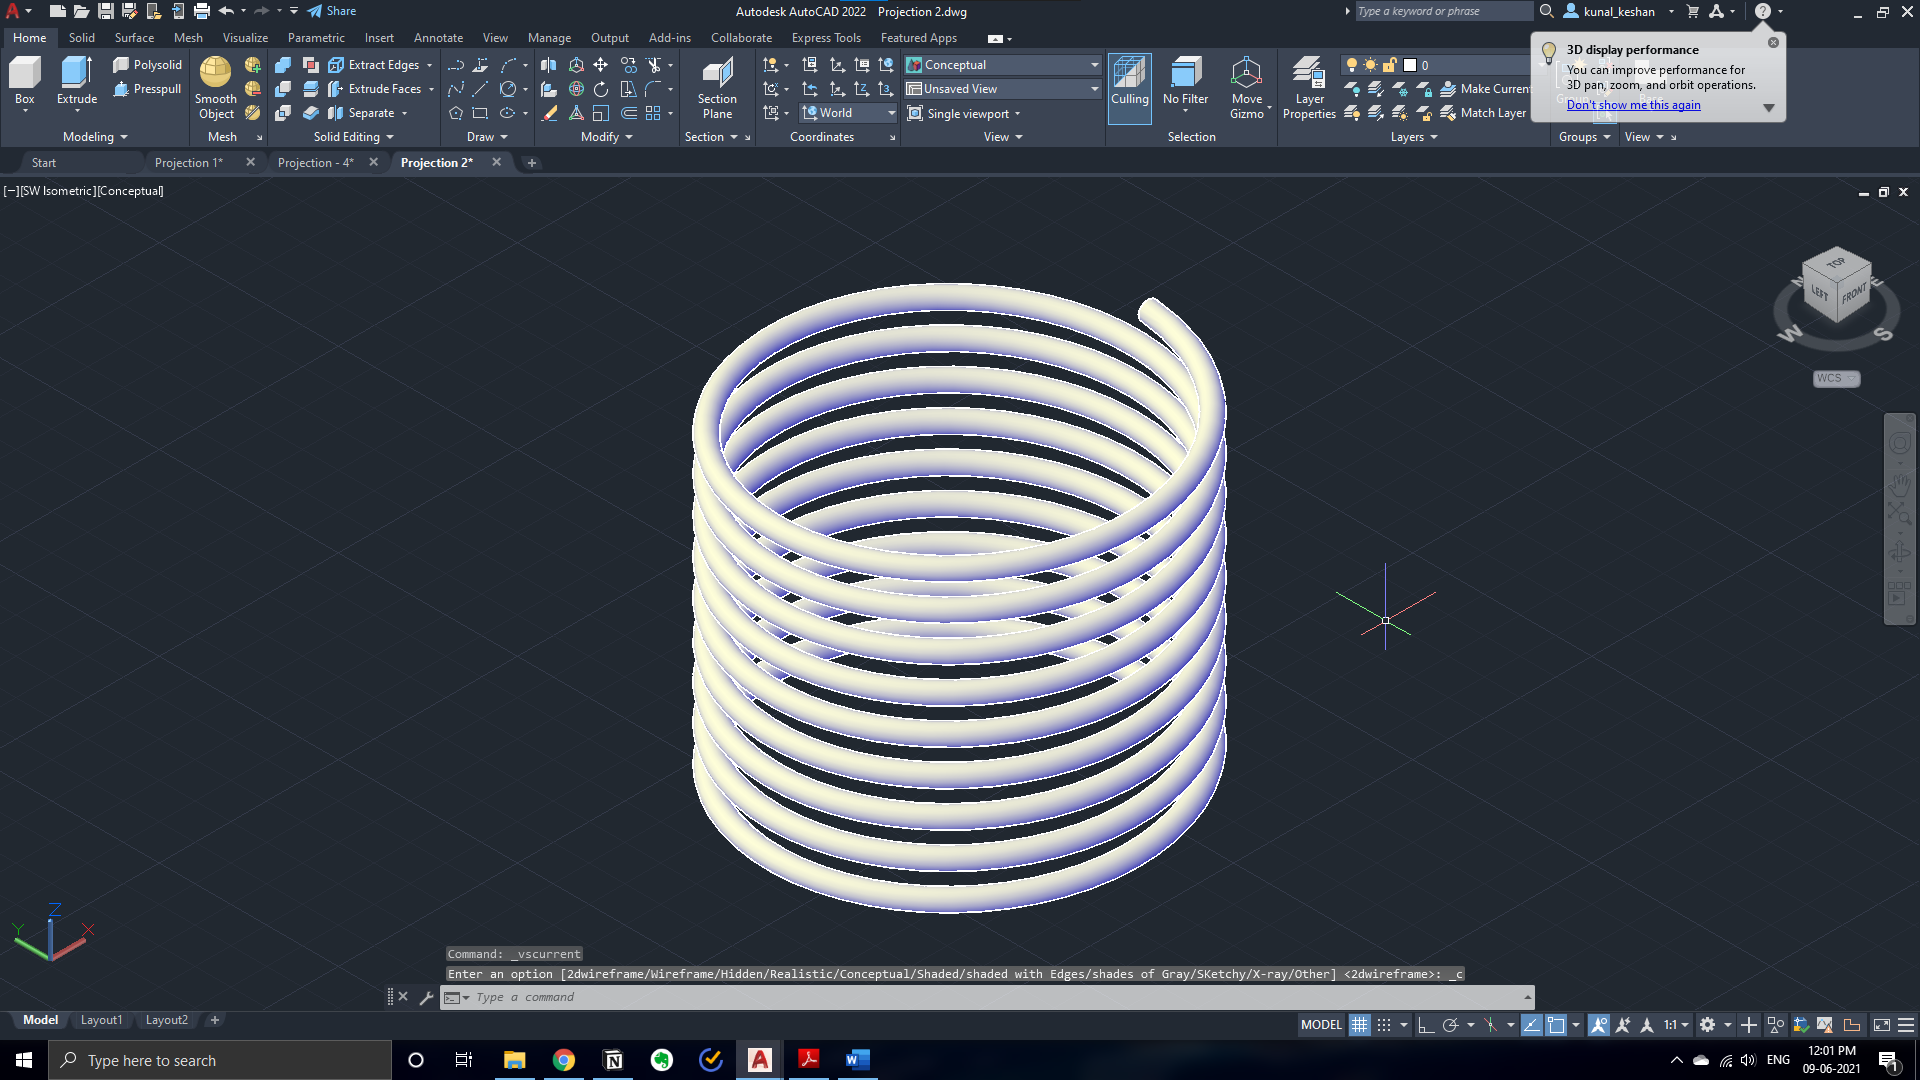 Share
Autodesk AutoCAD 2022 Projection 2.dwg
Type a keyword or phrase
kunal_keshan
Home Solid Surface Mesh Visualize Parametric Insert Annotate View Manage Output Add-ins Collaborate Express Tools Featured Apps
3D display performance
You can improve performance for
3D pan, zoom, and orbit operations.
Don't show me this again
Box
Extrude
Polysolid
Presspull
Modeling
Smooth
Object
Mesh
Extract Edges
Extrude Faces
Separate
Solid Editing
Draw
Modify
Section
Plane
Section
World
Coordinates
Conceptual
Unsaved View
Single viewport
View
Culling
No Filter
Move
Gizmo
Selection
Layer
Properties
0
Make Current
Match Layer
Layers
Groups
View
Start Projection 1* Projection - 4* Projection 2*
[−][SW Isometric][Conceptual]
TOP
LEFT
FRONT
W
S
WCS
Z
Y
X
Command: _vscurrent
Enter an option [2dwireframe/Wireframe/Hidden/Realistic/Conceptual/Shaded/shaded with Edges/shades of Gray/SKetchy/X-ray/Other] <2dwireframe>: _c
Type a command
Model Layout1 Layout2
MODEL
1:1
Type here to search
ENG
12:01 PM
09-06-2021
1